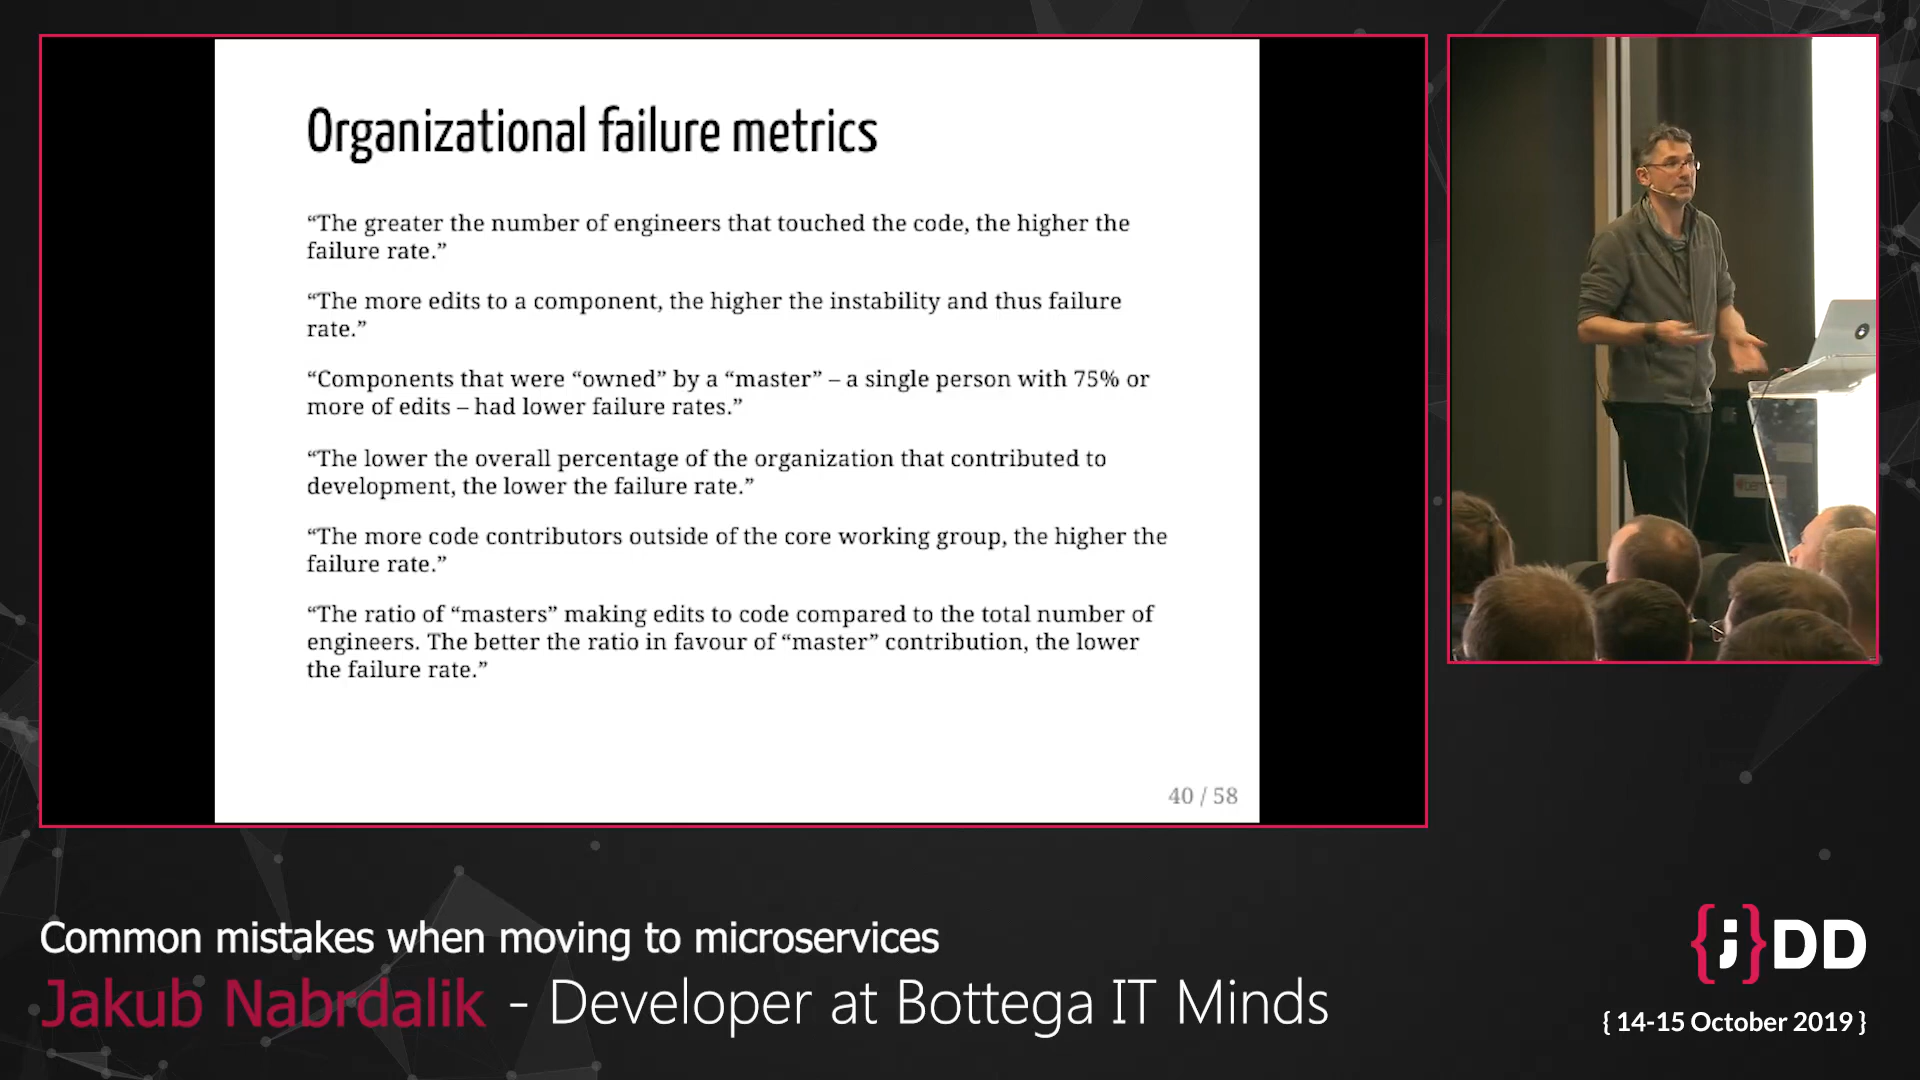 Organizational failure metrics
“The greater the number of engineers that touched the code, the higher the
failure rate.”
“The more edits to a component, the higher the instability and thus failure
rate.”
“Components that were “owned” by a “master” – a single person with 75% or
more of edits – had lower failure rates.”
“The lower the overall percentage of the organization that contributed to
development, the lower the failure rate.”
“The more code contributors outside of the core working group, the higher the
failure rate.”
“The ratio of “masters” making edits to code compared to the total number of
engineers. The better the ratio in favour of “master” contribution, the lower
the failure rate.”
40 / 58
Common mistakes when moving to microservices
Jakub Nabrdalik - Developer at Bottega IT Minds
{;}DD
{ 14-15 October 2019 }